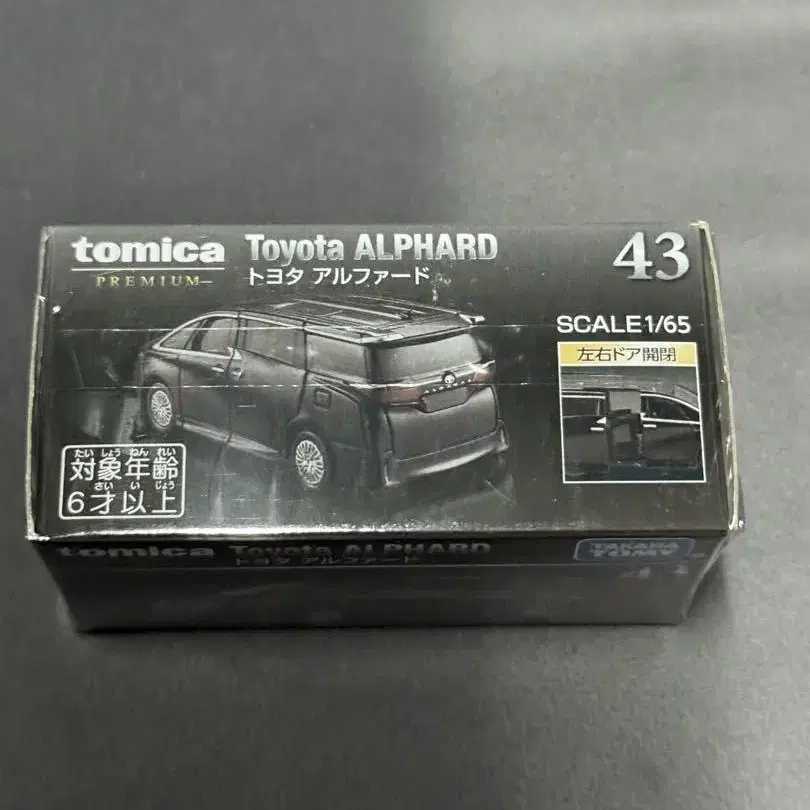 tomica
PREMIUM
Toyota ALPHARD
トヨタ アルファード
43
SCALE1/65
左右ドア開閉
たいしょうねんれい
対象年齢
さいいじょう
6才以上
tomica
Toyota ALPHARD
トヨタ アルファード
TAKARA
TOMY